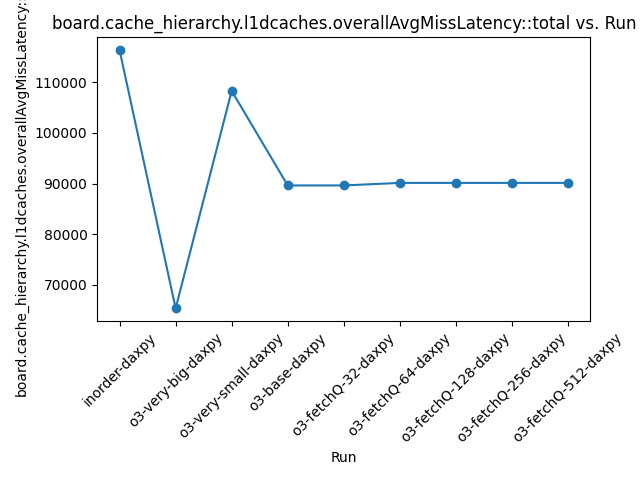 board.cache_hierarchy.l1dcaches.overallAvgMissLatency::total vs. Run
board.cache_hierarchy.l1dcaches.overallAvgMissLatency::
110000
100000
90000
80000
70000
inorder-daxpy
o3-very-big-daxpy
o3-very-small-daxpy
o3-base-daxpy
o3-fetchQ-32-daxpy
o3-fetchQ-64-daxpy
o3-fetchQ-128-daxpy
o3-fetchQ-256-daxpy
o3-fetchQ-512-daxpy
Run